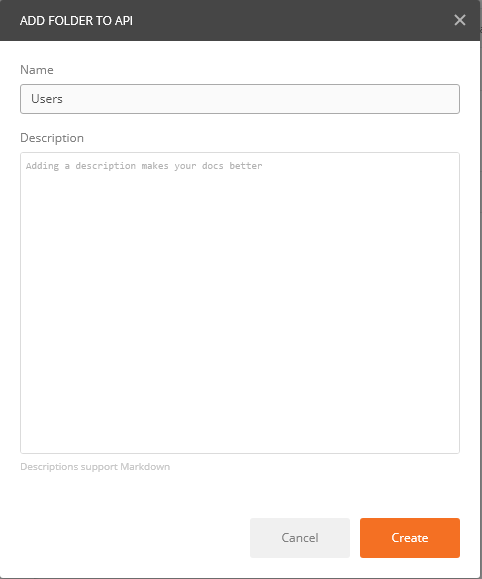 ADD FOLDER TO API
Name
Users
Description
Adding a description makes your docs better
Descriptions support Markdown
Cancel Create